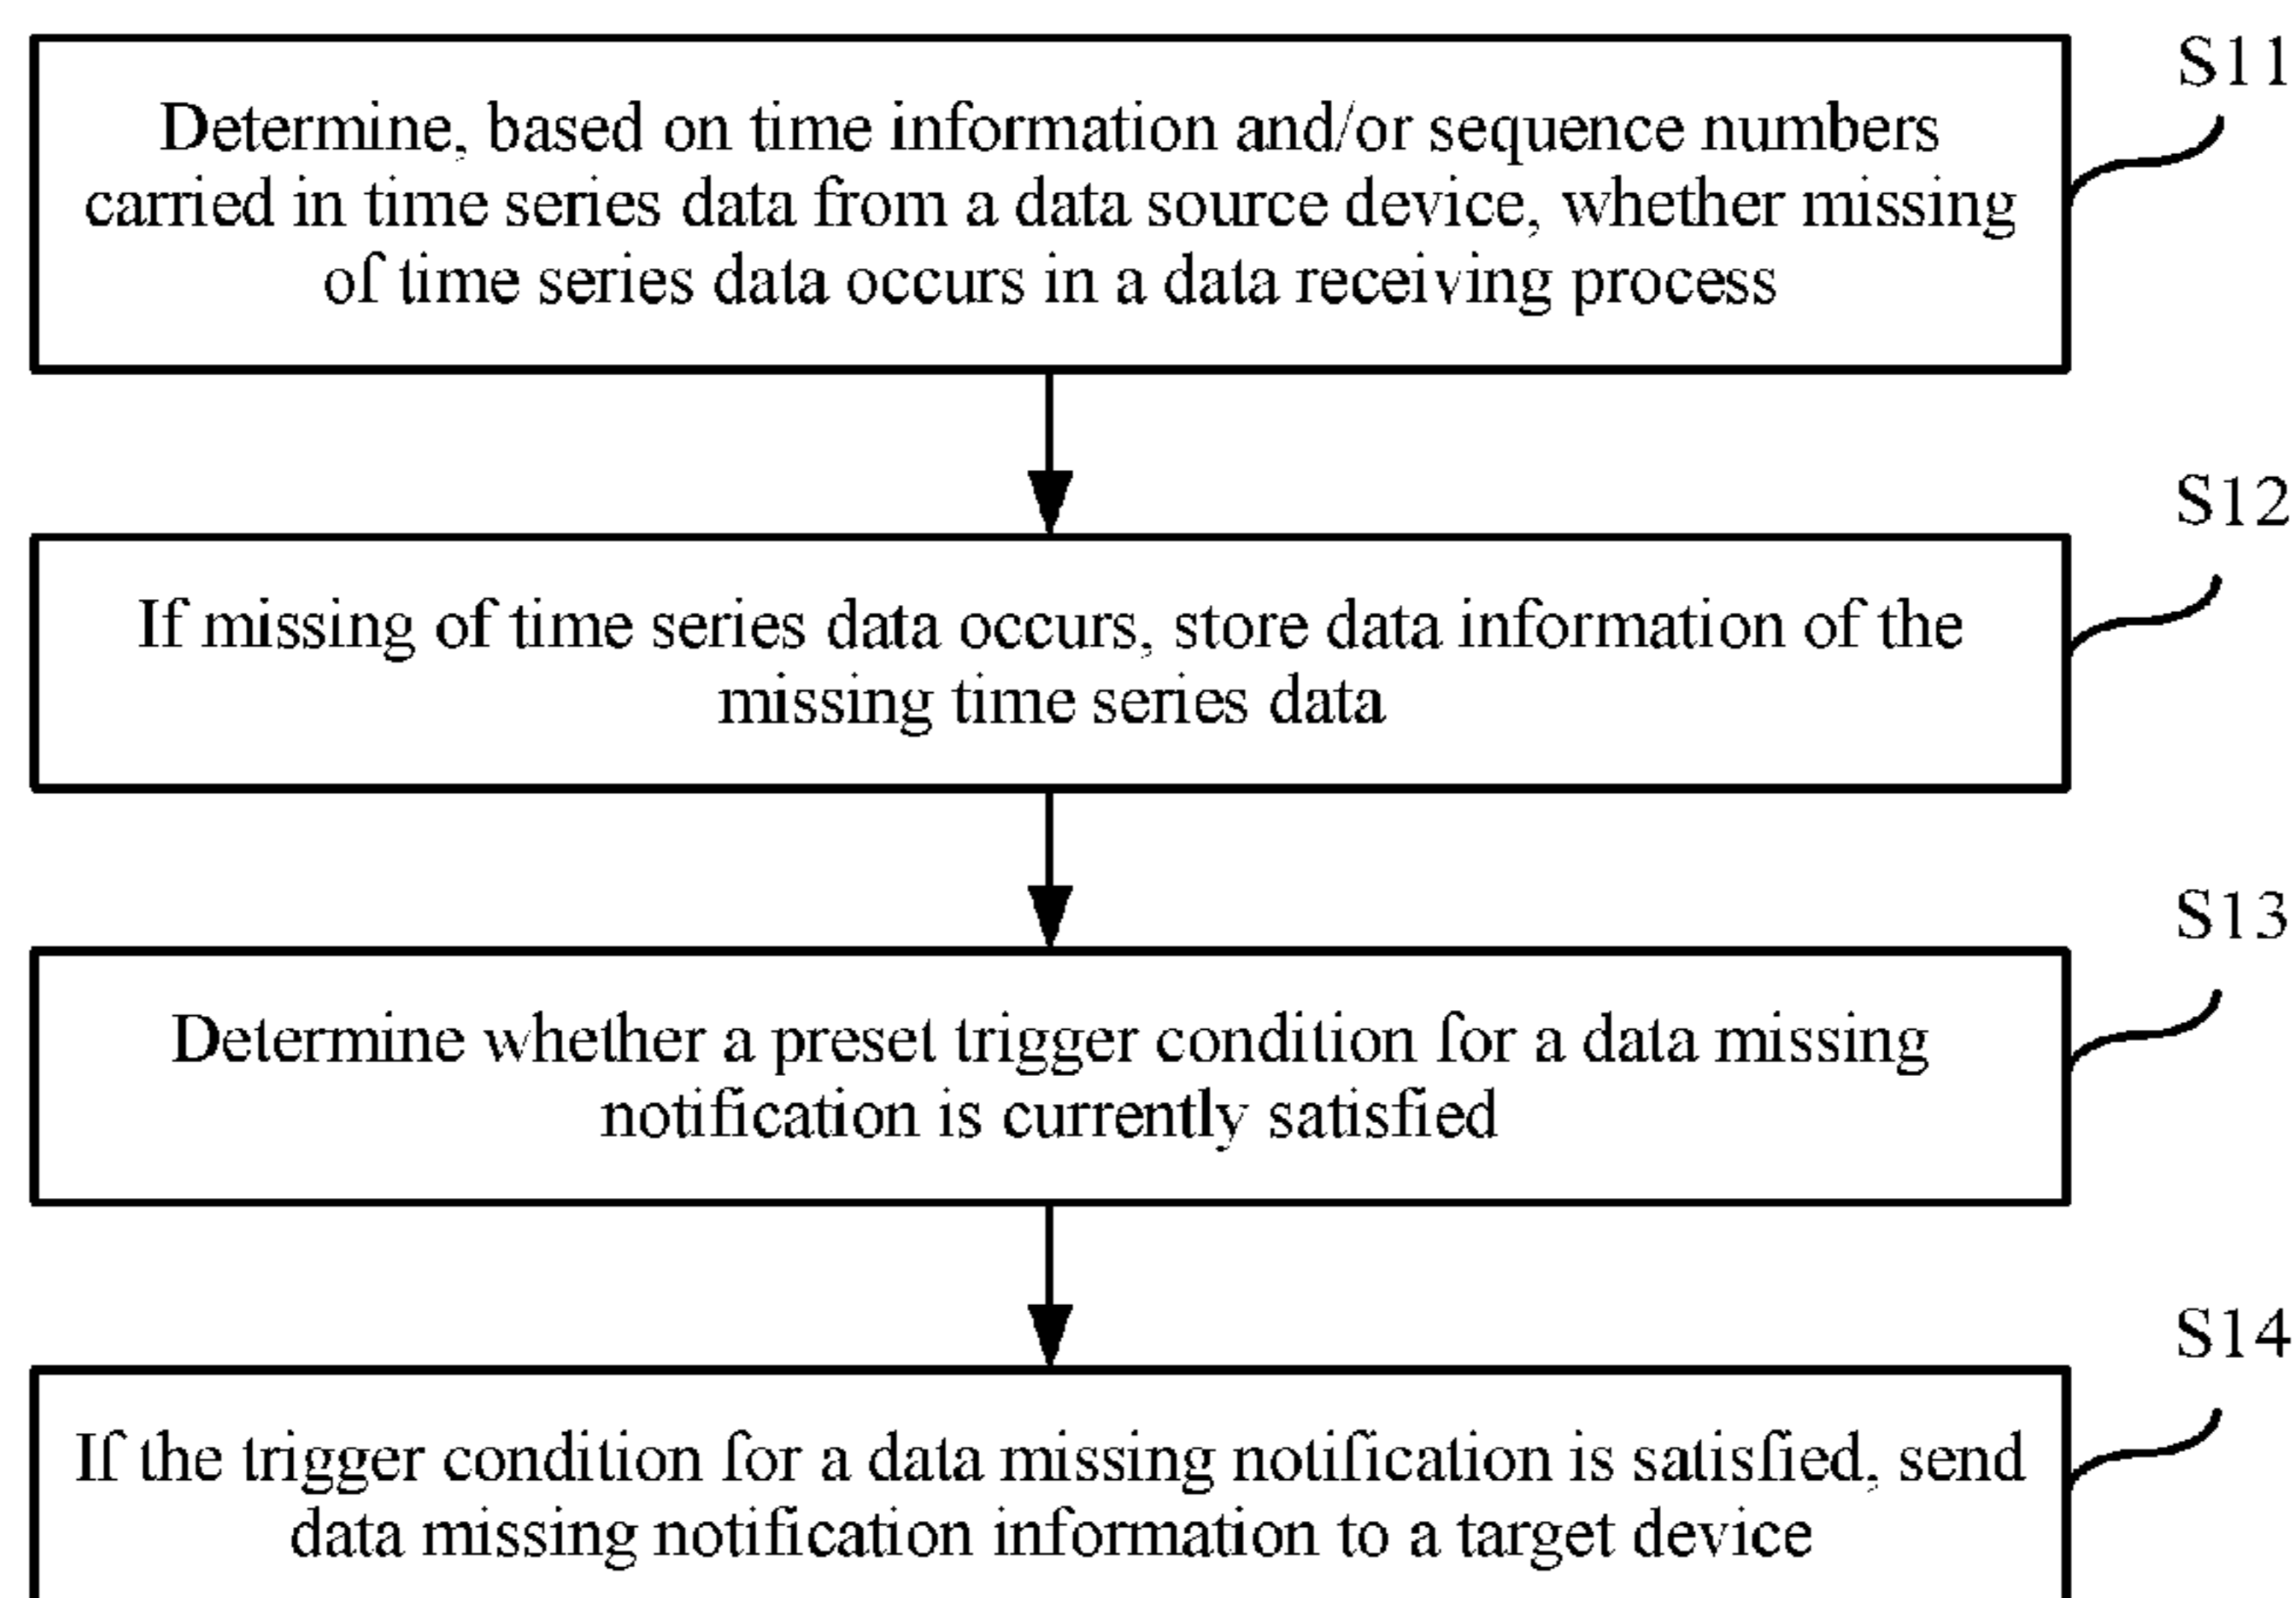 S11
Determine, based on time information and/or sequence numbers
carried in time series data from a data source device, whether missing
of time series data occurs in a data receiving process
S12
If missing of time series data occurs, store data information of the
missing time series data
S13
Determine whether a preset trigger condition for a data missing
notification is currently satisfied
S14
If the trigger condition for a data missing notification is satisfied, send
data missing notification information to a target device